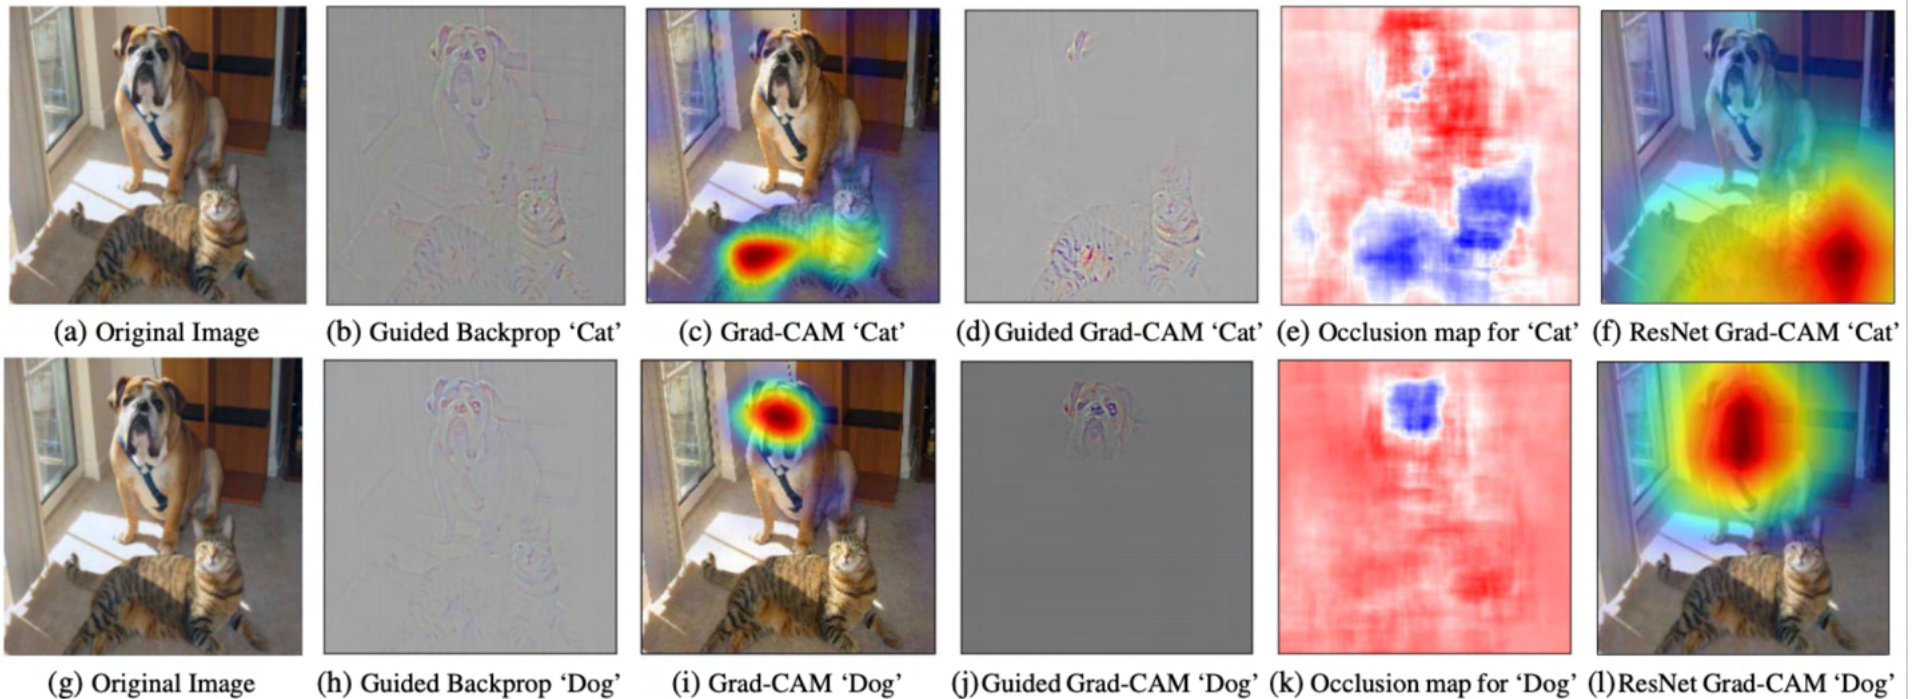 (a) Original Image
(b) Guided Backprop ‘Cat’
(c) Grad-CAM ‘Cat’
(d) Guided Grad-CAM ‘Cat’
(e) Occlusion map for ‘Cat’
(f) ResNet Grad-CAM ‘Cat’
(g) Original Image
(h) Guided Backprop ‘Dog’
(i) Grad-CAM ‘Dog’
(j) Guided Grad-CAM ‘Dog’
(k) Occlusion map for ‘Dog’
(l) ResNet Grad-CAM ‘Dog’